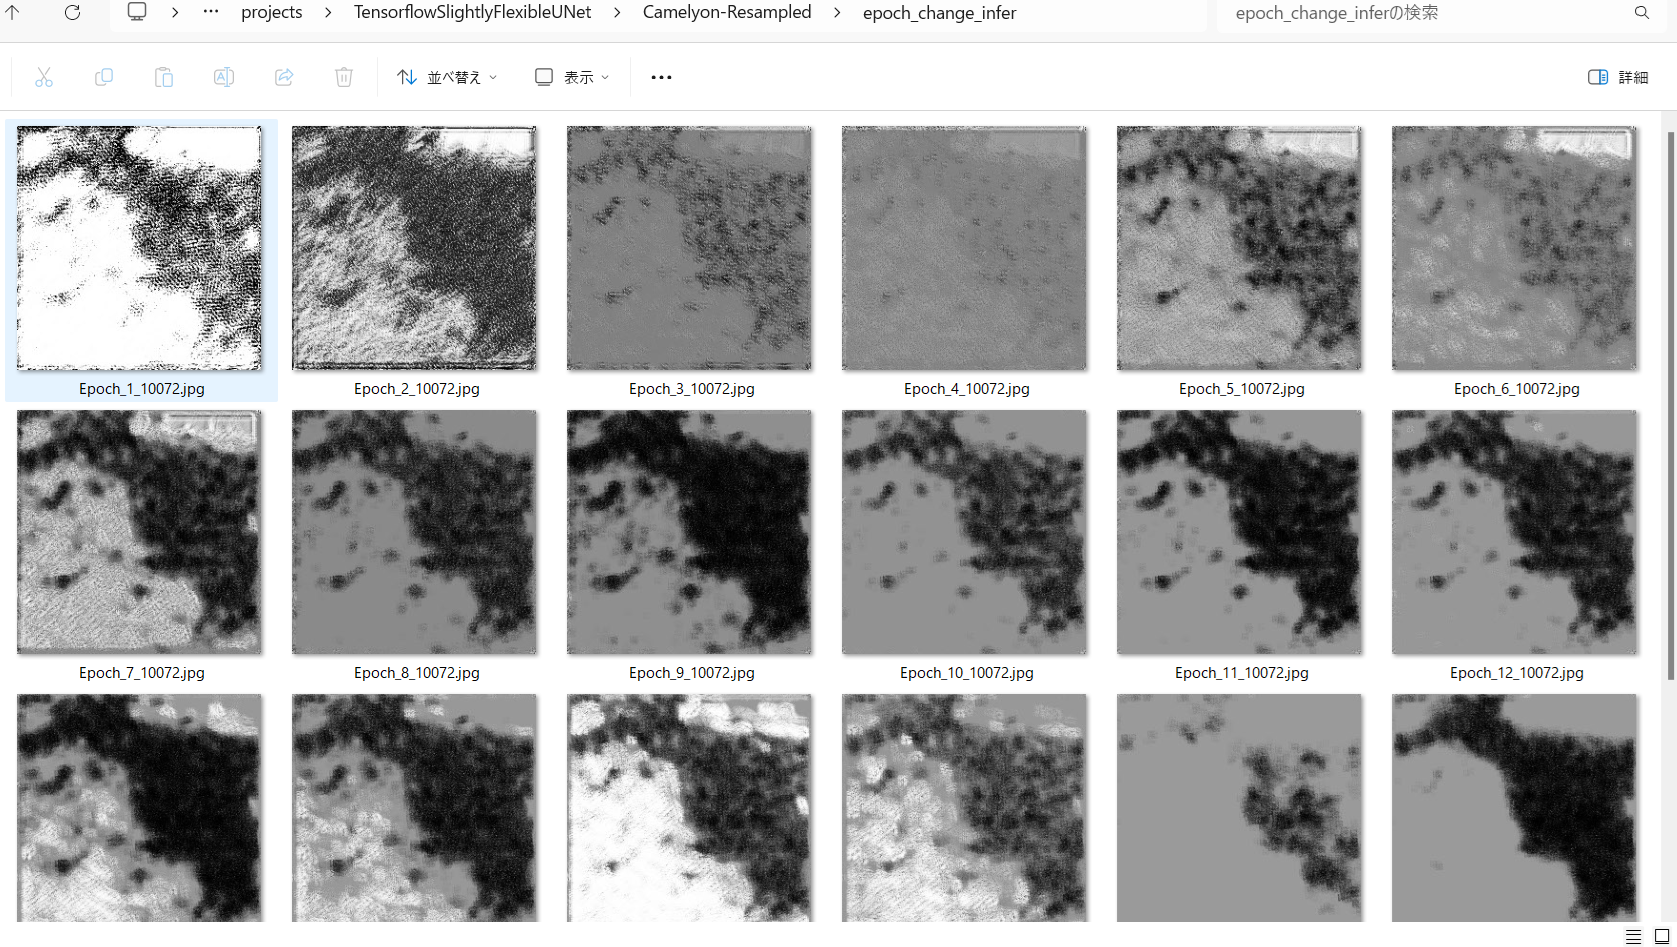 projects > TensorflowSlightlyFlexibleUNet > Camelyon-Resampled > epoch_change_infer
epoch_change_inferの検索
並べ替え
表示
詳細
Epoch_1_10072.jpg
Epoch_2_10072.jpg
Epoch_3_10072.jpg
Epoch_4_10072.jpg
Epoch_5_10072.jpg
Epoch_6_10072.jpg
Epoch_7_10072.jpg
Epoch_8_10072.jpg
Epoch_9_10072.jpg
Epoch_10_10072.jpg
Epoch_11_10072.jpg
Epoch_12_10072.jpg